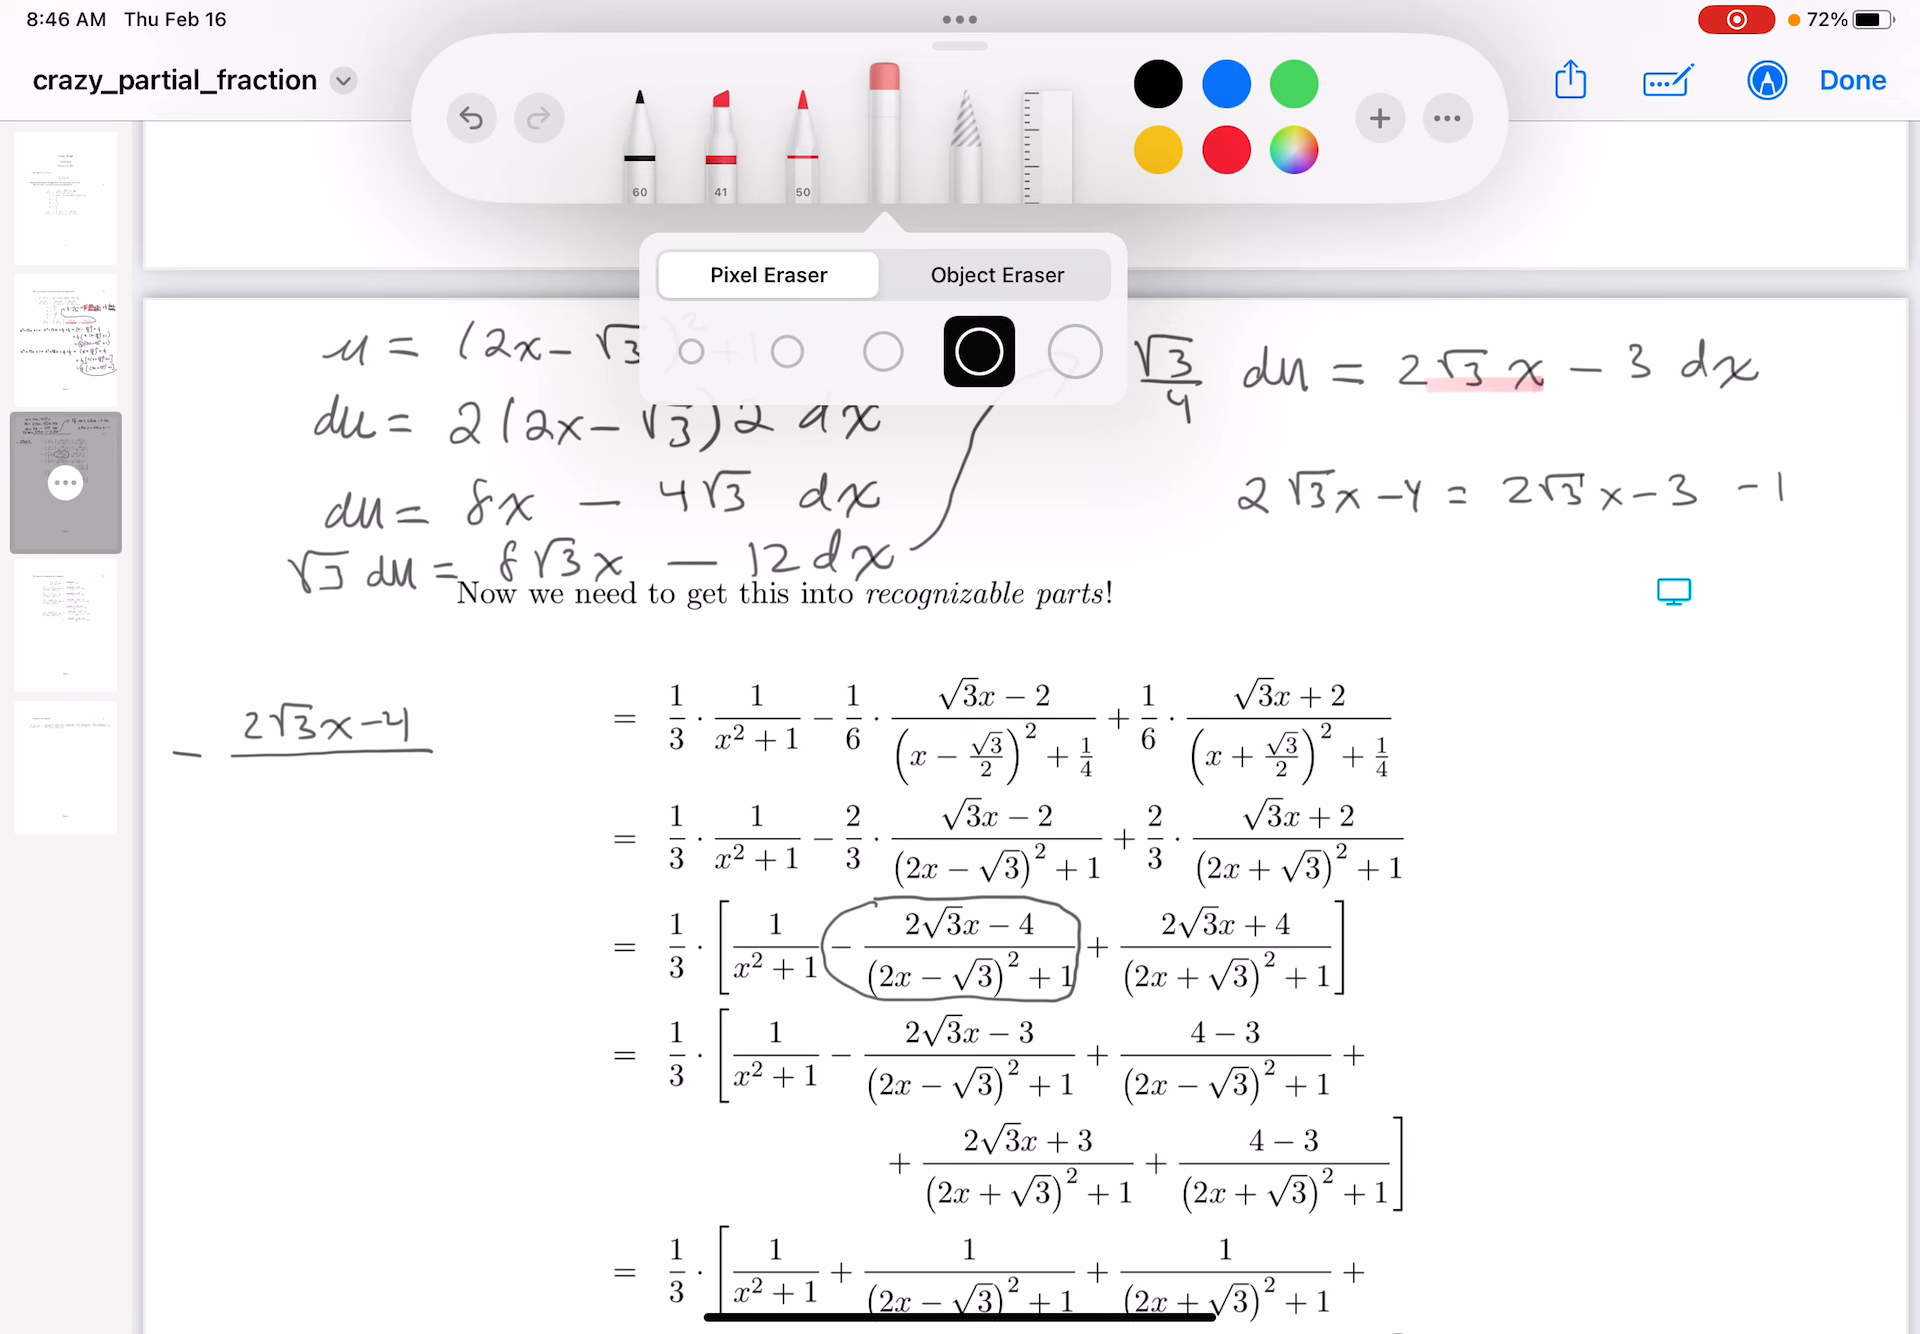 8:46 AM Thu Feb 16
72%
crazy_partial_fraction
Done
60 41 50
Pixel Eraser Object Eraser
u = (2x - √3)² + 1
√3/4 du = 2√3 x - 3 dx
du = 2(2x - √3)2 dx
du = 8x - 4√3 dx
2√3x - 4 = 2√3x - 3 - 1
√3 du = 8√3x - 12 dx
Now we need to get this into recognizable parts!
- 2√3x - 4
= 1/3 · 1/(x² + 1) − 1/6 · (√3x − 2)/((x − √3/2)² + 1/4) + 1/6 · (√3x + 2)/((x + √3/2)² + 1/4)
= 1/3 · 1/(x² + 1) − 2/3 · (√3x − 2)/((2x − √3)² + 1) + 2/3 · (√3x + 2)/((2x + √3)² + 1)
= 1/3 · [1/(x² + 1) − (2√3x − 4)/((2x − √3)² + 1) + (2√3x + 4)/((2x + √3)² + 1)]
= 1/3 · [1/(x² + 1) − (2√3x − 3)/((2x − √3)² + 1) + (4 − 3)/((2x − √3)² + 1) +
+ (2√3x + 3)/((2x + √3)² + 1) + (4 − 3)/((2x + √3)² + 1)]
= 1/3 · [1/(x² + 1) + 1/((2x − √3)² + 1) + 1/((2x + √3)² + 1) +